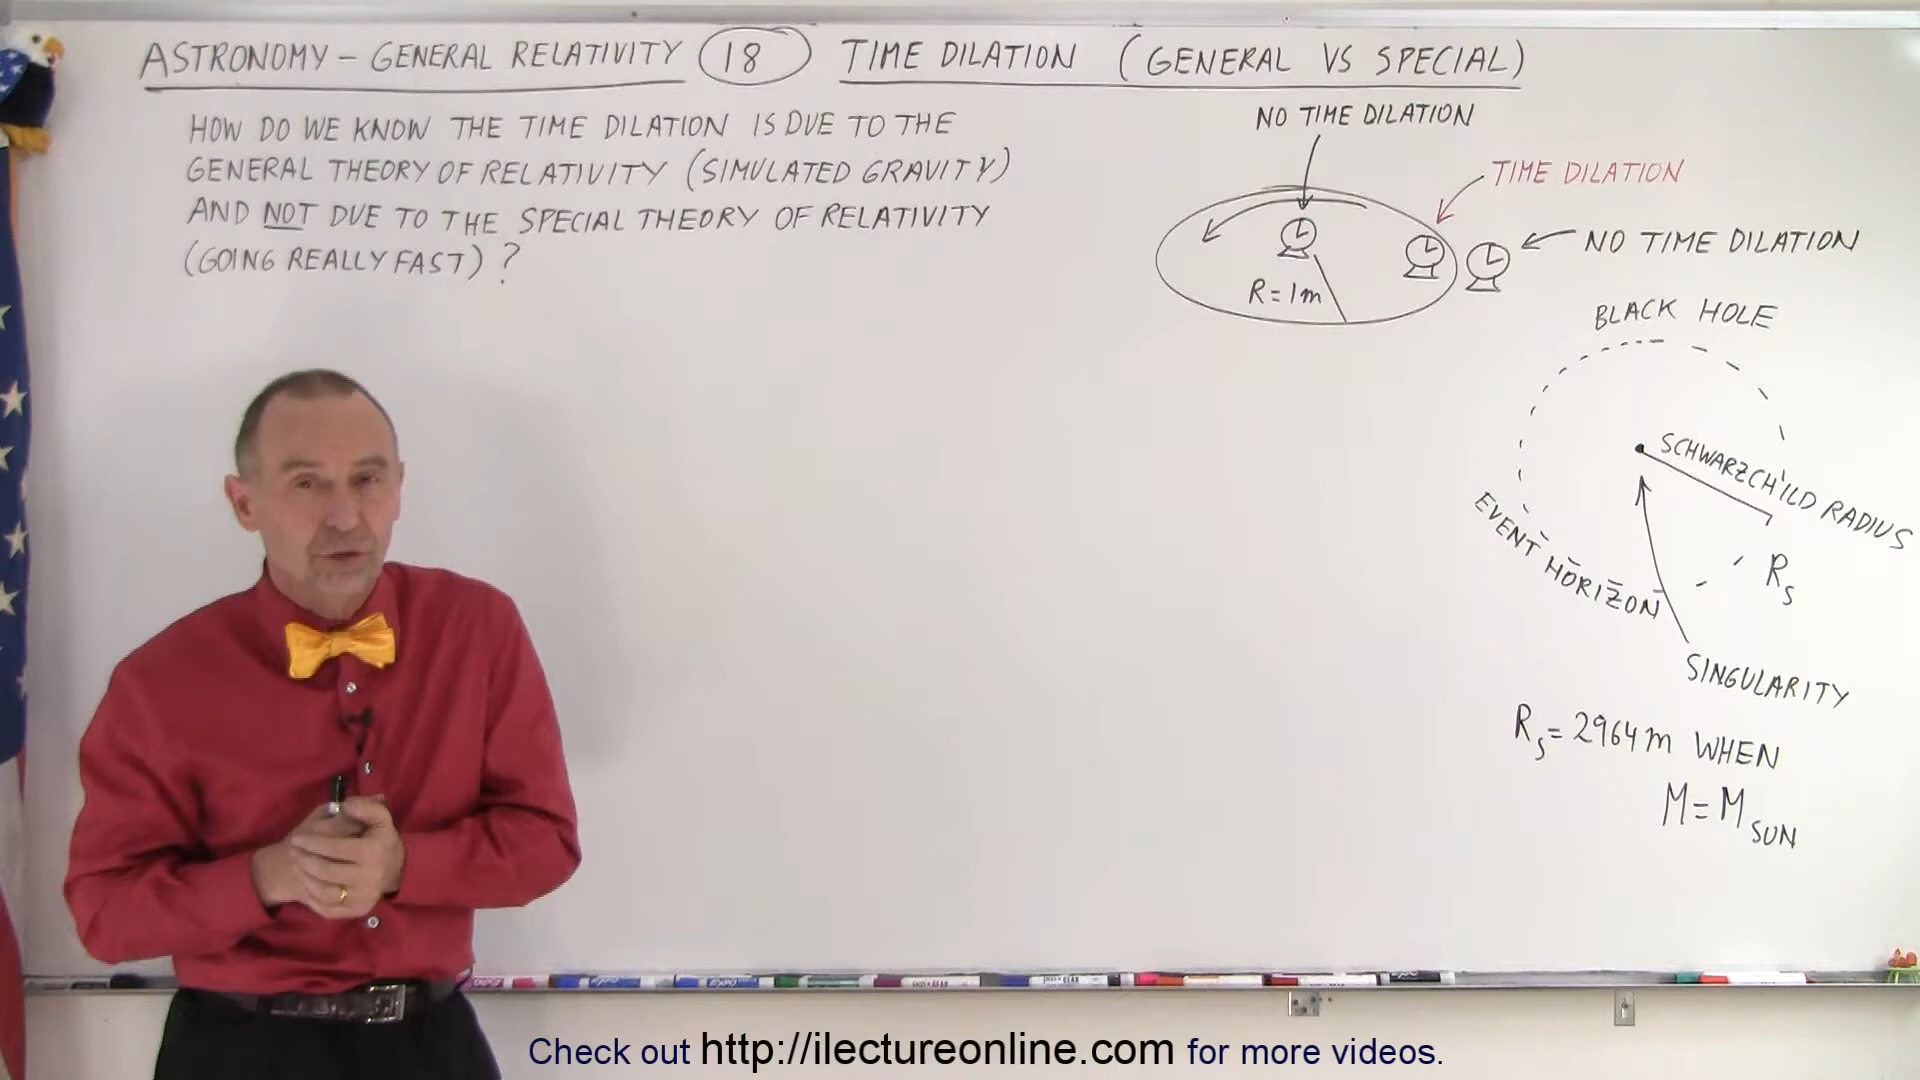 ASTRONOMY - GENERAL RELATIVITY 18 TIME DILATION (GENERAL VS SPECIAL)
HOW DO WE KNOW THE TIME DILATION IS DUE TO THE
GENERAL THEORY OF RELATIVITY (SIMULATED GRAVITY)
AND NOT DUE TO THE SPECIAL THEORY OF RELATIVITY
(GOING REALLY FAST)?
NO TIME DILATION
TIME DILATION
NO TIME DILATION
R = 1m
BLACK HOLE
SCHWARZCHILD RADIUS
Rs
EVENT HORIZON
SINGULARITY
Rs = 2964 m WHEN
M = M SUN
Check out http://ilectureonline.com for more videos.